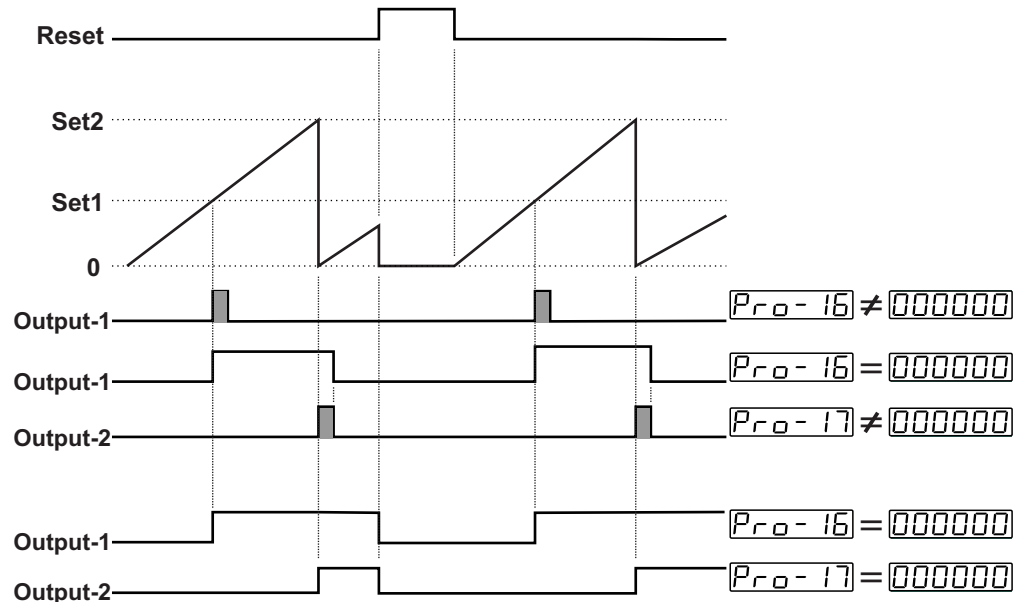 Reset
Set2
Set1
0
Output-1 Pro-16 ≠ 000000
Output-1 Pro-16 = 000000
Output-2 Pro-17 ≠ 000000
Output-1 Pro-16 = 000000
Output-2 Pro-17 = 000000